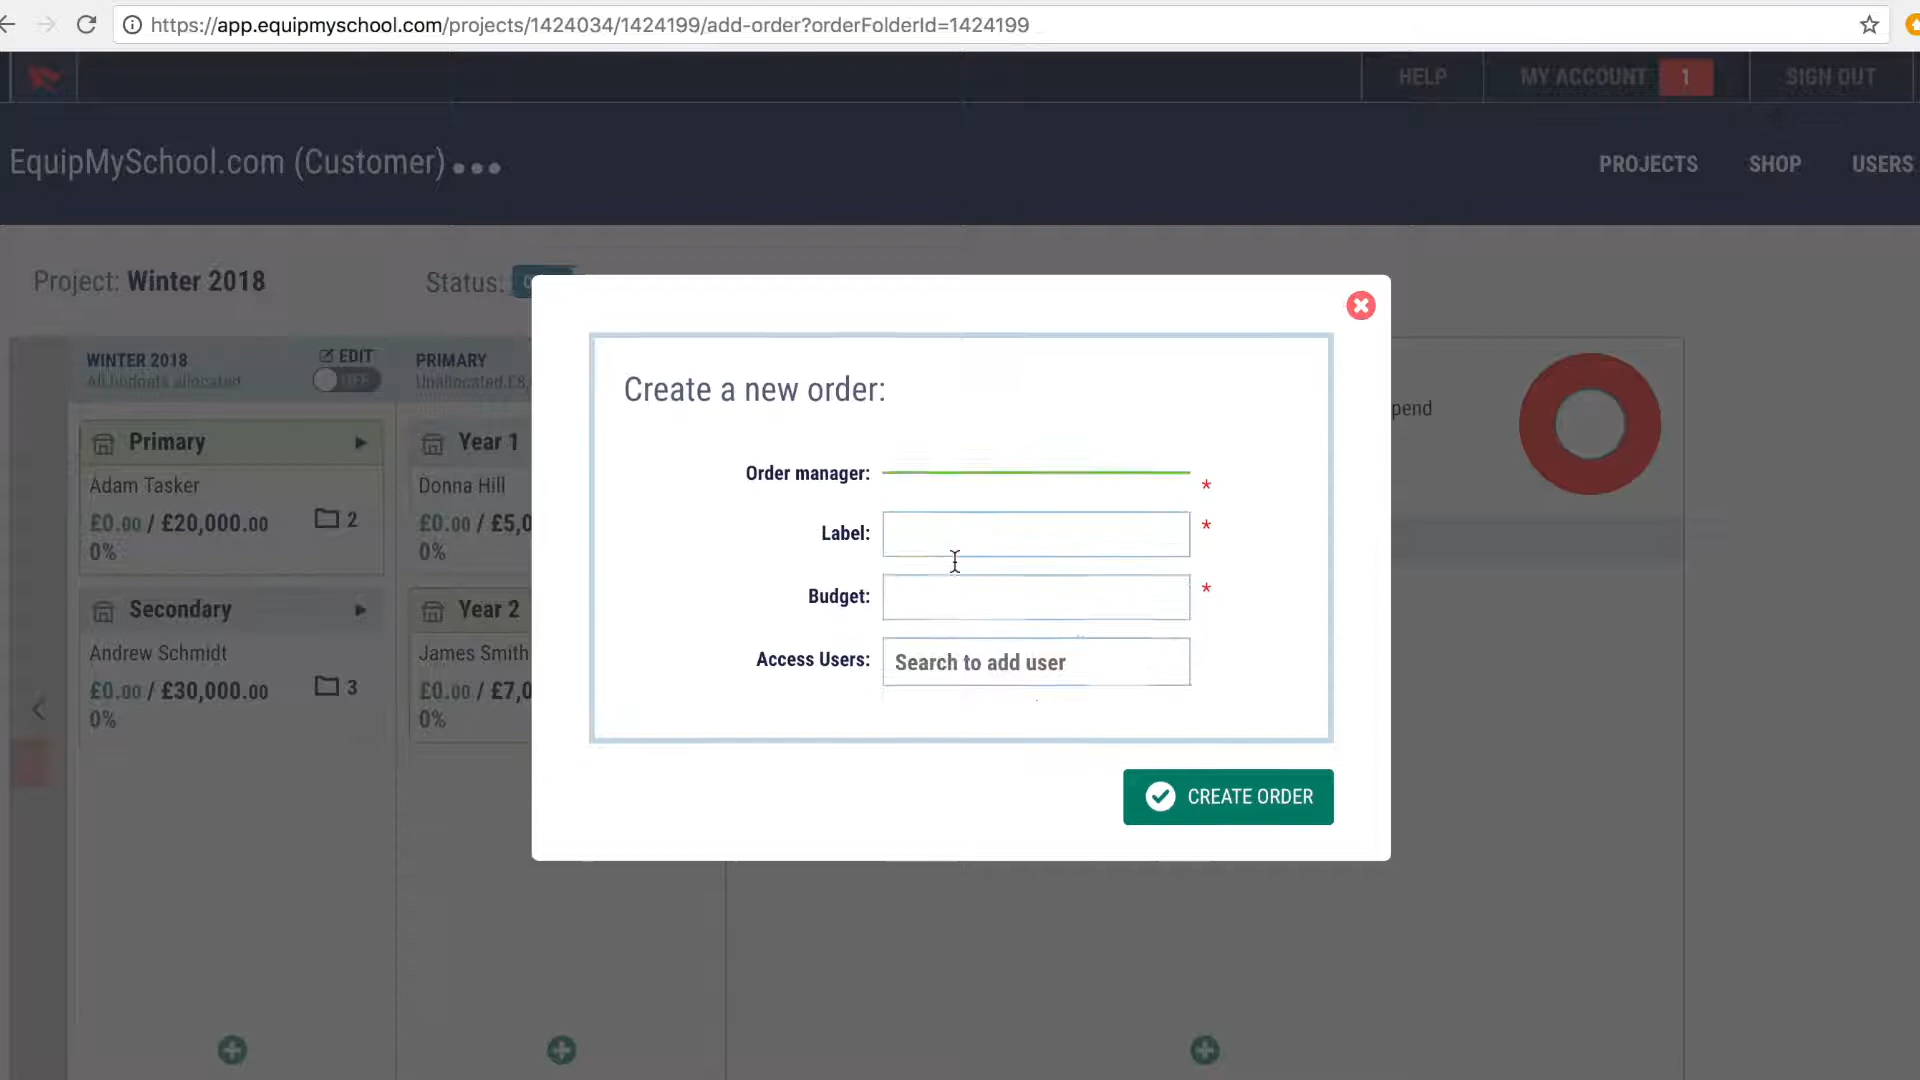 https://app.equipmyschool.com/projects/1424034/1424199/add-order?orderFolderId=1424199
HELP
MY ACCOUNT
1
SIGN OUT
EquipMySchool.com (Customer)
PROJECTS
SHOP
USERS
Project: Winter 2018
Status:
WINTER 2018
All budgets allocated
EDIT
OFF
PRIMARY
Unallocated £8,
Primary
Adam Tasker
£0.00 / £20,000.00
2
0%
Secondary
Andrew Schmidt
£0.00 / £30,000.00
3
0%
Year 1
Donna Hill
£0.00 / £5,0
0%
Year 2
James Smith
£0.00 / £7,0
0%
pend
Create a new order:
Order manager:
*
Label:
*
Budget:
*
Access Users:
Search to add user
CREATE ORDER